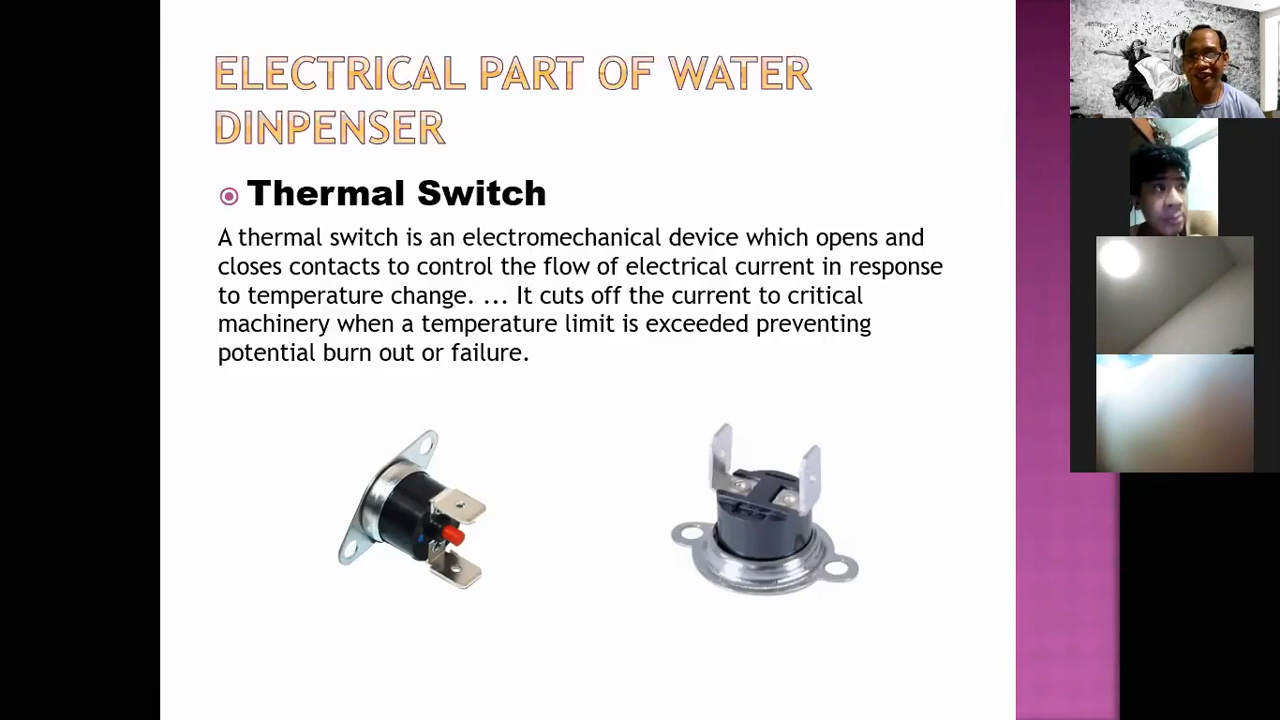 ELECTRICAL PART OF WATER
DINPENSER
Thermal Switch
A thermal switch is an electromechanical device which opens and
closes contacts to control the flow of electrical current in response
to temperature change. ... It cuts off the current to critical
machinery when a temperature limit is exceeded preventing
potential burn out or failure.